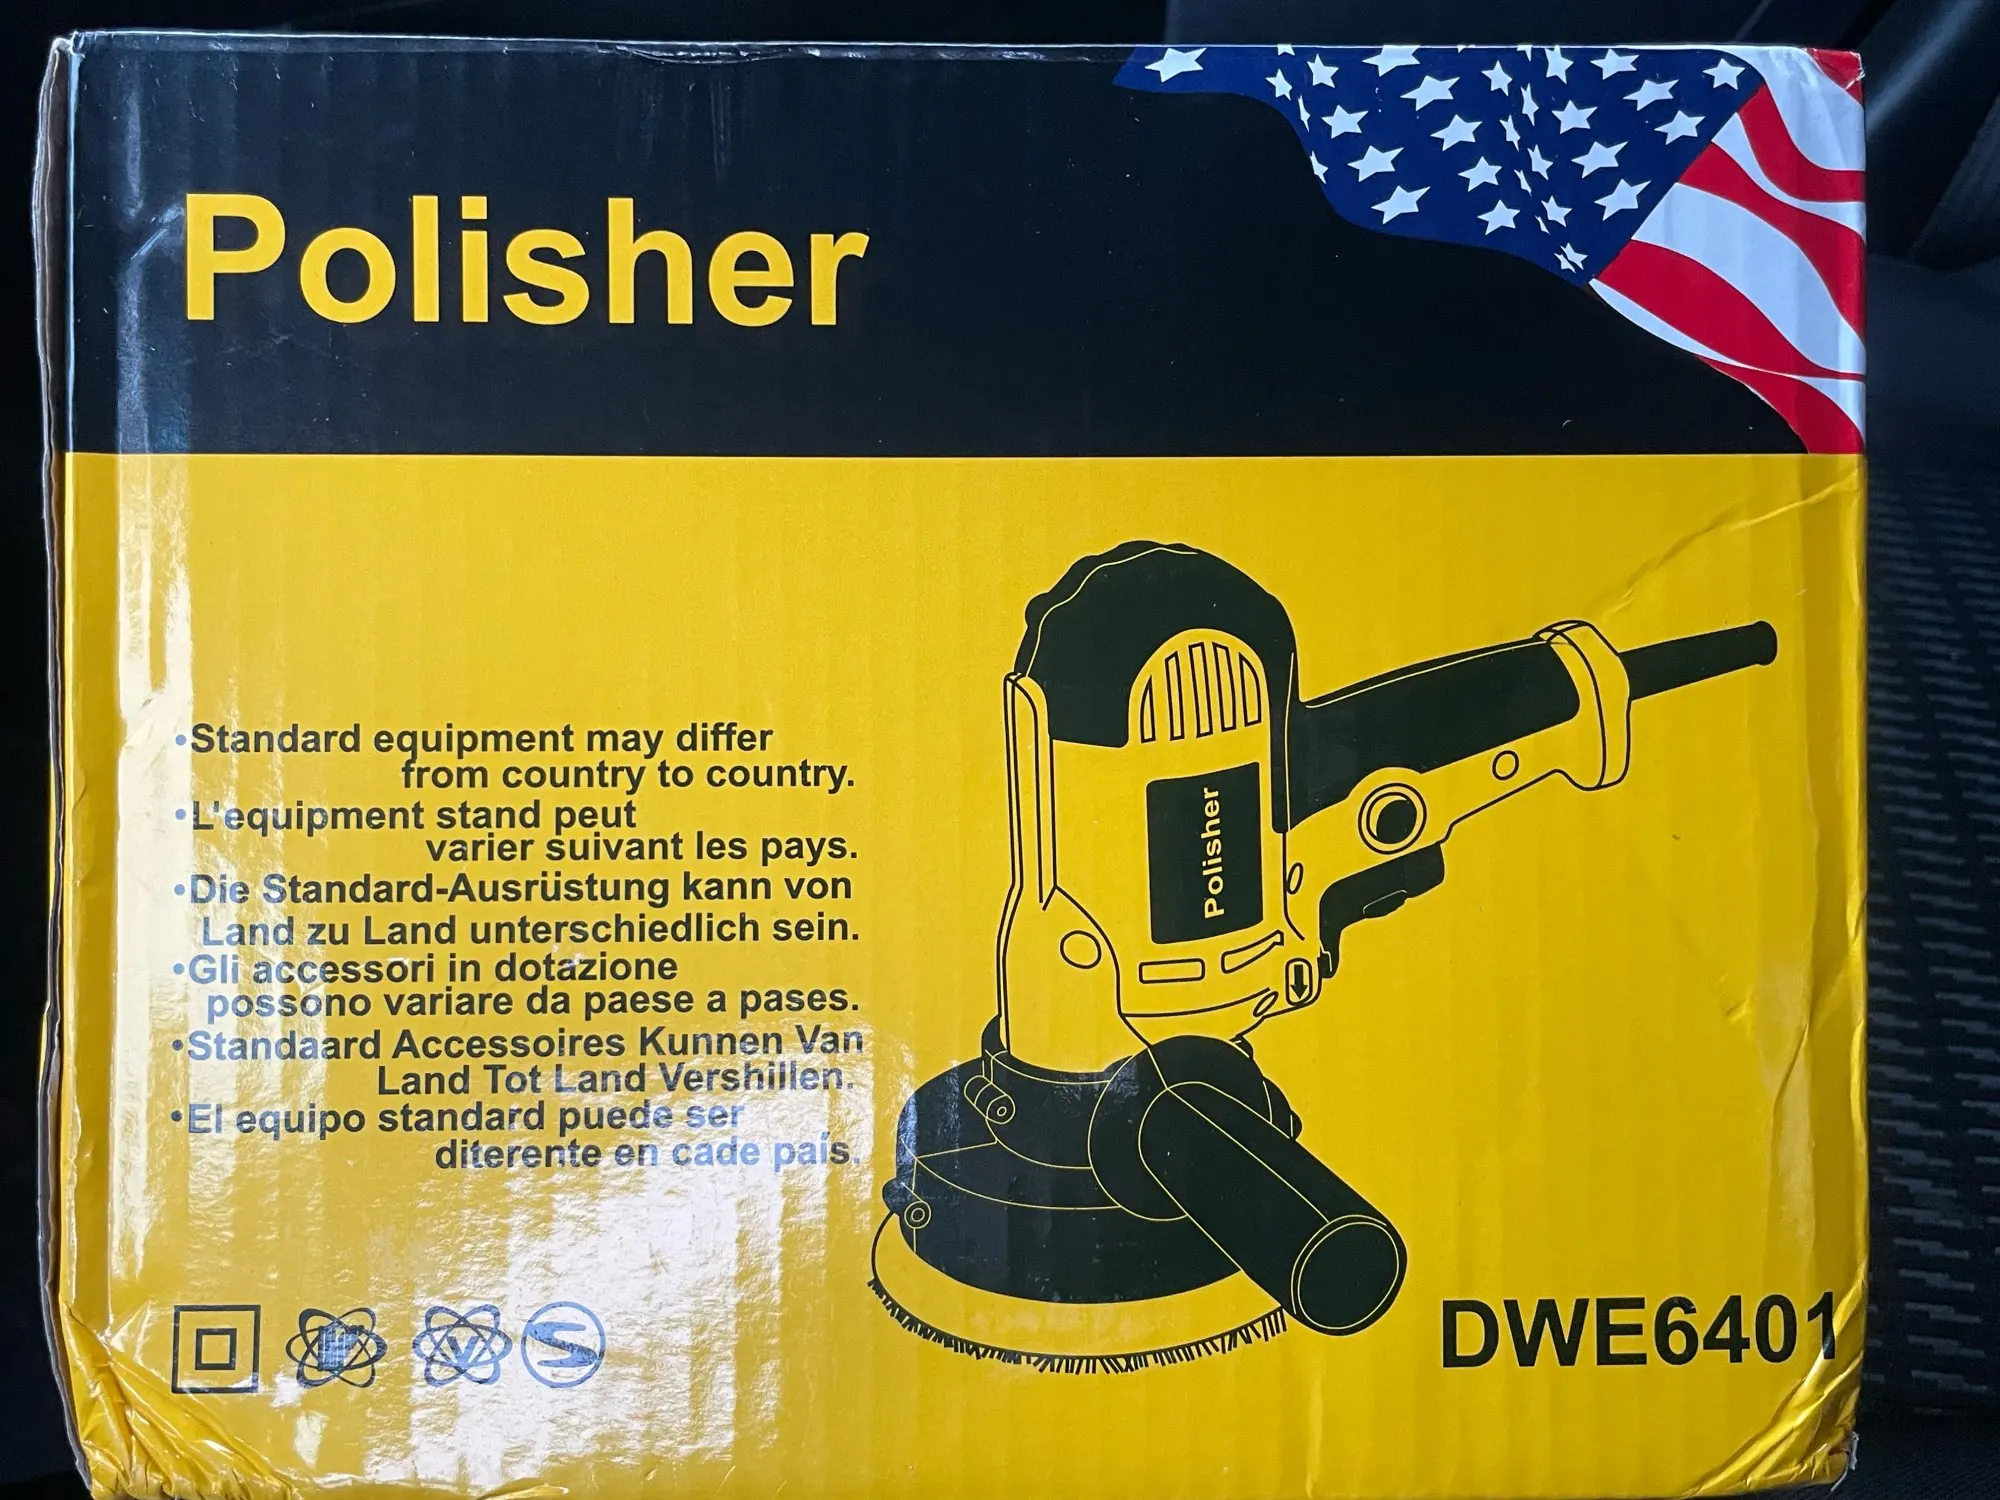 Polisher
•Standard equipment may differ
from country to country.
•L'equipment stand peut
varier suivant les pays.
•Die Standard-Ausrüstung kann von
Land zu Land unterschiedlich sein.
•Gli accessori in dotazione
possono variare da paese a pases.
•Standaard Accessoires Kunnen Van
Land Tot Land Vershillen.
•El equipo standard puede ser
diterente en cade país.
Polisher
V
S
DWE6401